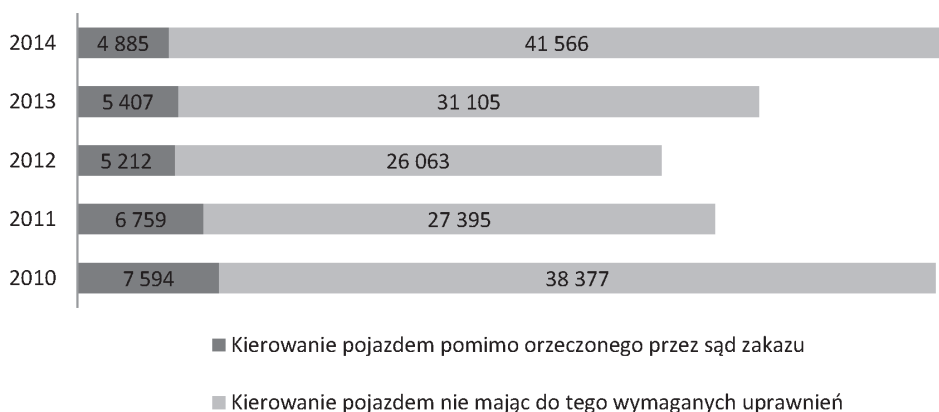 2014 4 885 41 566
2013 5 407 31 105
2012 5 212 26 063
2011 6 759 27 395
2010 7 594 38 377
Kierowanie pojazdem pomimo orzeczonego przez sąd zakazu
Kierowanie pojazdem nie mając do tego wymaganych uprawnień